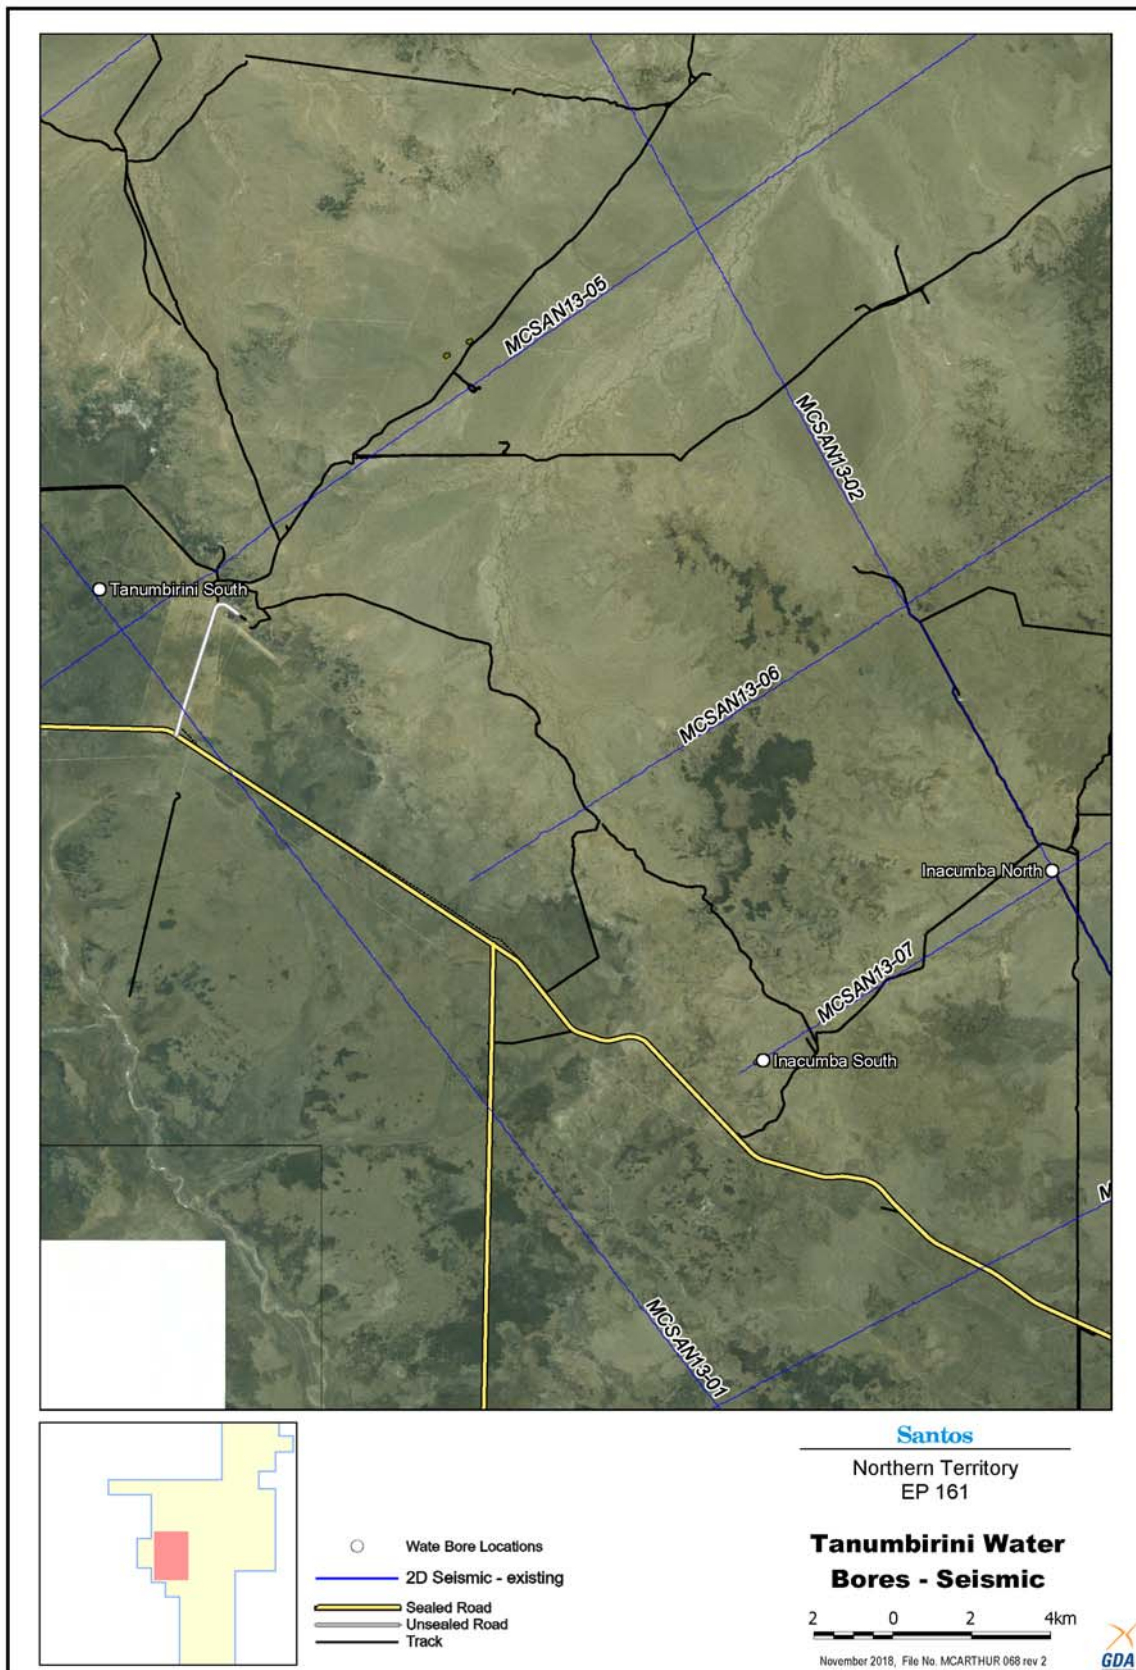 MCSAN13-05
MCSAN13-02
Tanumbirini South
MCSAN13-06
Inacumba North
MCSAN13-07
Inacumba South
M
MCSAN13-01
Santos
Northern Territory
EP 161
Wate Bore Locations
2D Seismic - existing
Sealed Road
Unsealed Road
Track
Tanumbirini Water
Bores - Seismic
2 0 2 4km
November 2018, File No. MCARTHUR 068 rev 2
GDA